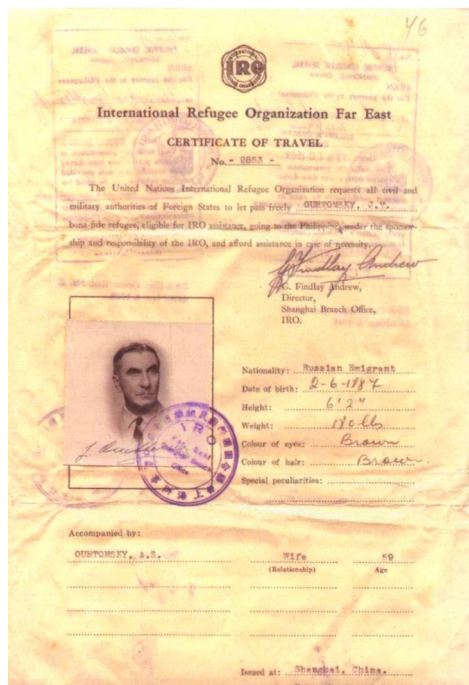 46
IRO
International Refugee Organization Far East
CERTIFICATE OF TRAVEL
No. - 2853 -
The United Nations International Refugee Organization requests all civil and
military authorities of Foreign States to let pass freely OUHTOMSKY, J.V.
bona-fide refugee, eligible for IRO assistance, going to the Philippines under the sponsor-
ship and responsibility of the IRO, and afford assistance in case of necessity.
G. Findlay Andrew
G. Findlay Andrew,
Director,
Shanghai Branch Office,
IRO.
Nationality: Russian Emigrant
Date of birth: 2-6-1887
Height: 6'2"
Weight: 180 lbs
Colour of eyes: Brown
Colour of hair: Brown
Special peculiarities:
IRO
Office
Accompanied by:
OUHTOMSKY, A.S. Wife 59
(Relationship) Age
Issued at: Shanghai, China.